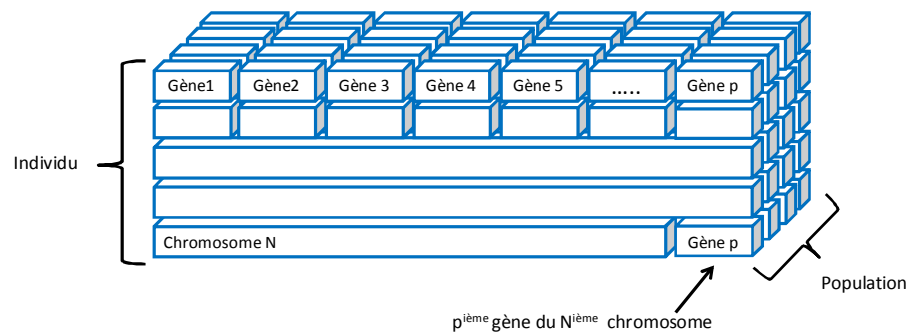 Gène1 Gène2 Gène 3 Gène 4 Gène 5 ..... Gène p
Individu
Chromosome N Gène p
Population
pième gène du Nième chromosome